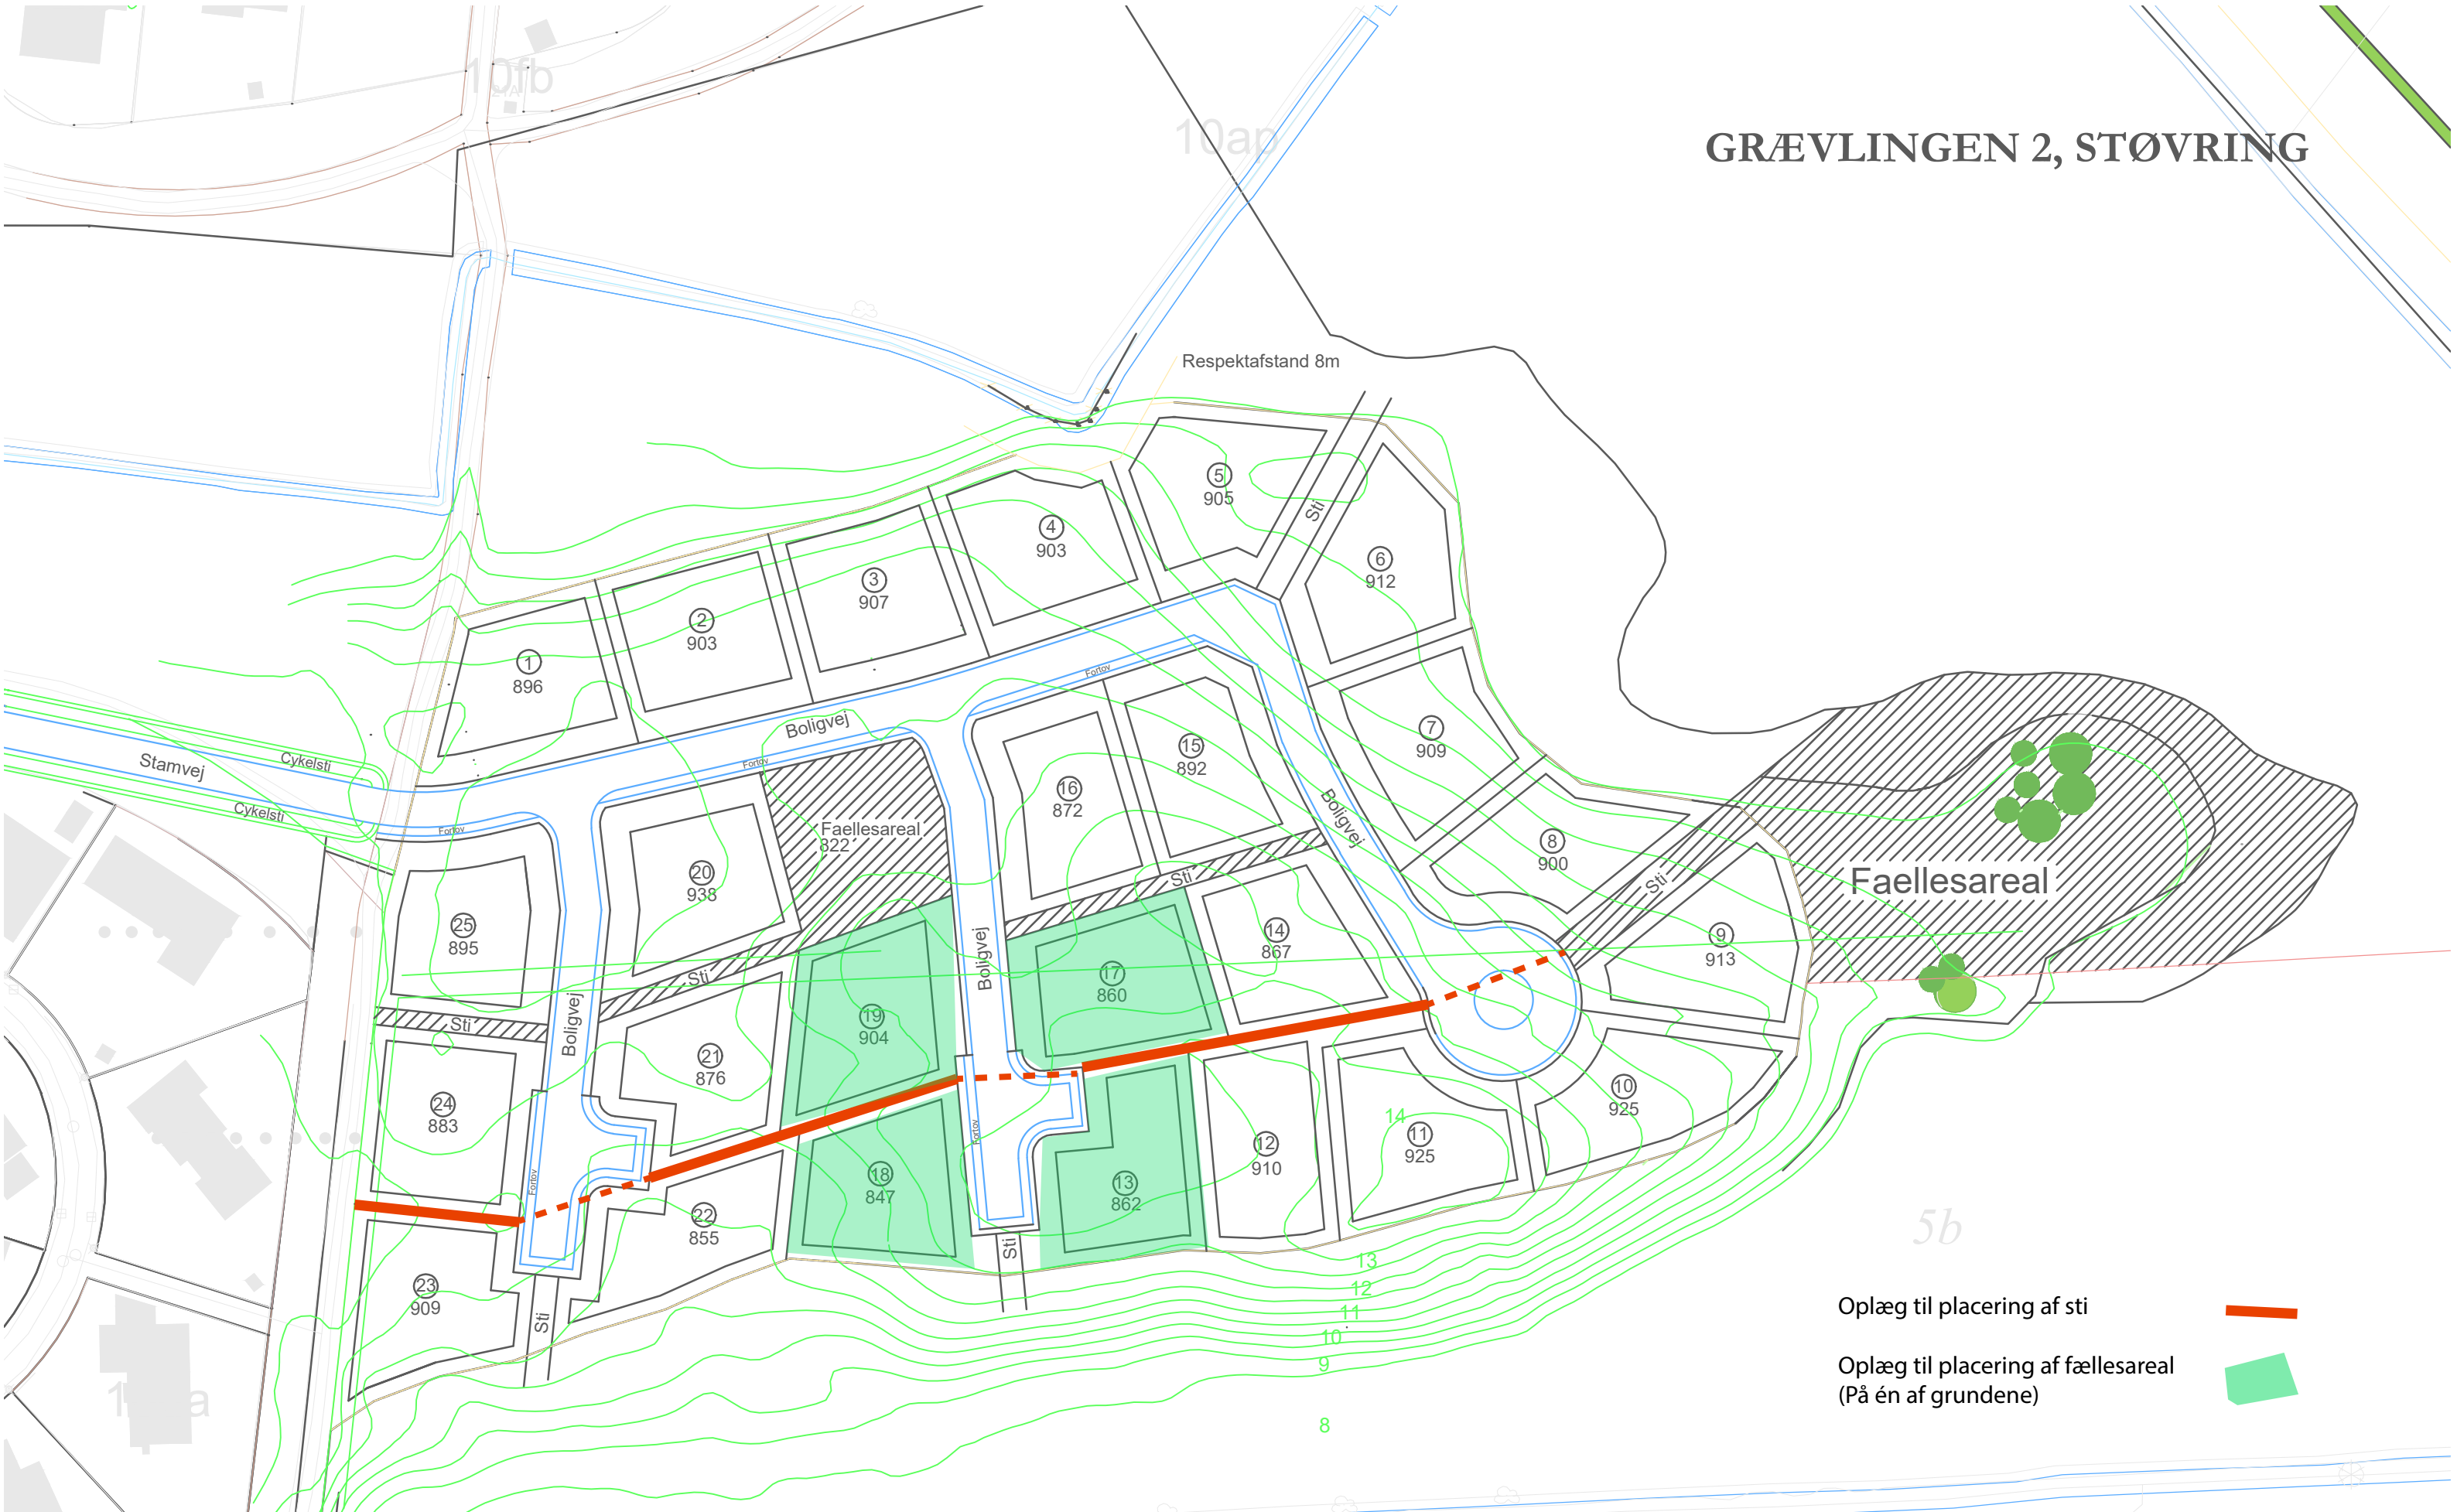 10fb
21A
10ap
GRÆVLINGEN 2, STØVRING
Respektafstand 8m
5
905
Sti
4
903
6
912
3
907
2
903
1
896
Fortov
Boligvej
7
909
15
892
Stamvej
Cykelsti
Fortov
16
872
Boligvej
Cykelsti
Fortov
Faellesareal
822
8
900
20
938
Sti
Sti
Faellesareal
25
895
14
867
9
913
Boligvej
17
860
Sti
19
904
Sti
Boligvej
21
876
24
883
10
925
14
11
925
12
910
Fortov
18
847
13
862
Fortov
22
855
Sti
5b
13
23
909
12
Sti
11
10
9
8
Oplæg til placering af sti
Oplæg til placering af fællesareal
(På én af grundene)